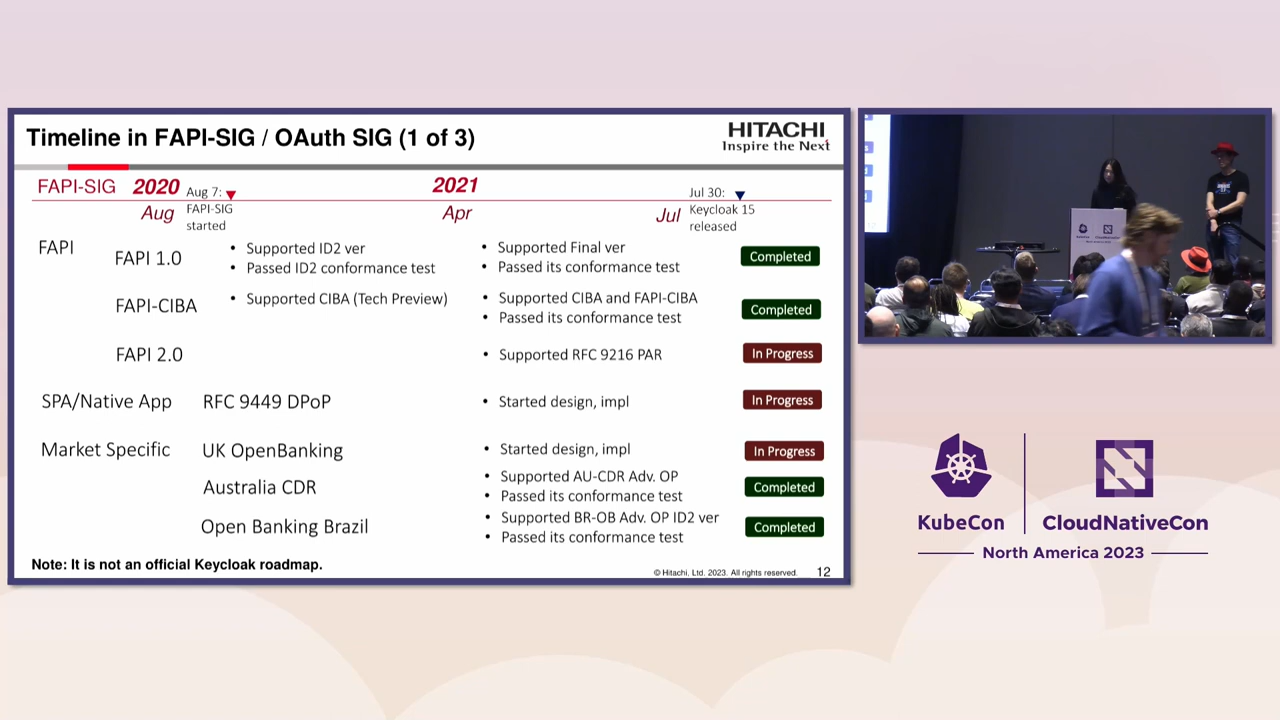 Timeline in FAPI-SIG / OAuth SIG (1 of 3)
HITACHI
Inspire the Next
FAPI-SIG 2020 Aug 7: 2021 Jul 30:
Aug FAPI-SIG started Apr Jul Keycloak 15 released
FAPI
FAPI 1.0
• Supported ID2 ver
• Passed ID2 conformance test
• Supported Final ver
• Passed its conformance test
Completed
FAPI-CIBA
• Supported CIBA (Tech Preview)
• Supported CIBA and FAPI-CIBA
• Passed its conformance test
Completed
FAPI 2.0
• Supported RFC 9216 PAR
In Progress
SPA/Native App RFC 9449 DPoP
• Started design, impl
In Progress
Market Specific UK OpenBanking
• Started design, impl
In Progress
Australia CDR
• Supported AU-CDR Adv. OP
• Passed its conformance test
Completed
Open Banking Brazil
• Supported BR-OB Adv. OP ID2 ver
• Passed its conformance test
Completed
Note: It is not an official Keycloak roadmap.
© Hitachi, Ltd. 2023. All rights reserved. 12
KubeCon CloudNativeCon
North America 2023